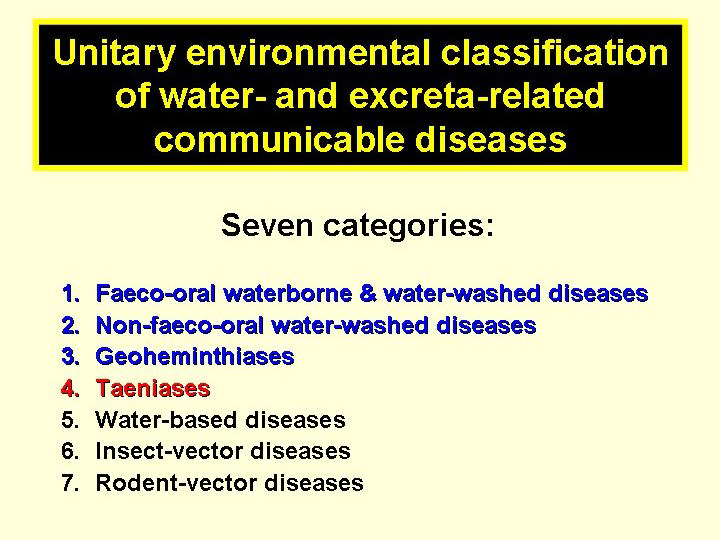 Unitary environmental classification
of water- and excreta-related
communicable diseases
Seven categories:
1. Faeco-oral waterborne & water-washed diseases
2. Non-faeco-oral water-washed diseases
3. Geoheminthiases
4. Taeniases
5. Water-based diseases
6. Insect-vector diseases
7. Rodent-vector diseases